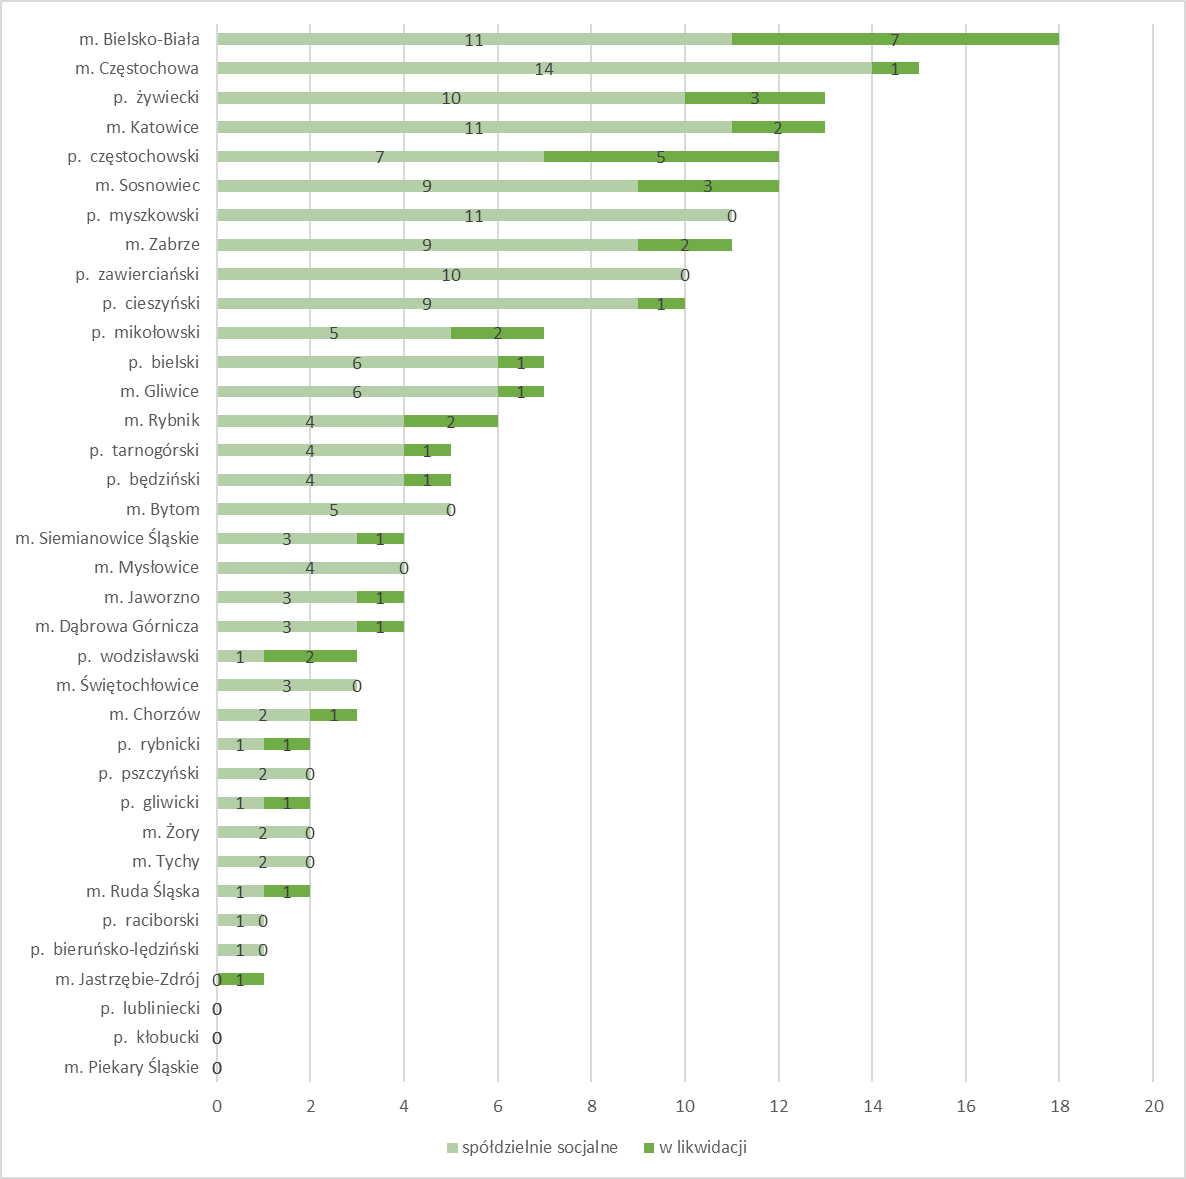 m. Bielsko-Biała 11 7
m. Częstochowa 14 1
p. żywiecki 10 3
m. Katowice 11 2
p. częstochowski 7 5
m. Sosnowiec 9 3
p. myszkowski 11 0
m. Zabrze 9 2
p. zawierciański 10 0
p. cieszyński 9 1
p. mikołowski 5 2
p. bielski 6 1
m. Gliwice 6 1
m. Rybnik 4 2
p. tarnogórski 4 1
p. będziński 4 1
m. Bytom 5 0
m. Siemianowice Śląskie 3 1
m. Mysłowice 4 0
m. Jaworzno 3 1
m. Dąbrowa Górnicza 3 1
p. wodzisławski 1 2
m. Świętochłowice 3 0
m. Chorzów 2 1
p. rybnicki 1 1
p. pszczyński 2 0
p. gliwicki 1 1
m. Żory 2 0
m. Tychy 2 0
m. Ruda Śląska 1 1
p. raciborski 1 0
p. bieruńsko-lędziński 1 0
m. Jastrzębie-Zdrój 0 1
p. lubliniecki 0
p. kłobucki 0
m. Piekary Śląskie 0
0 2 4 6 8 10 12 14 16 18 20
spółdzielnie socjalne w likwidacji